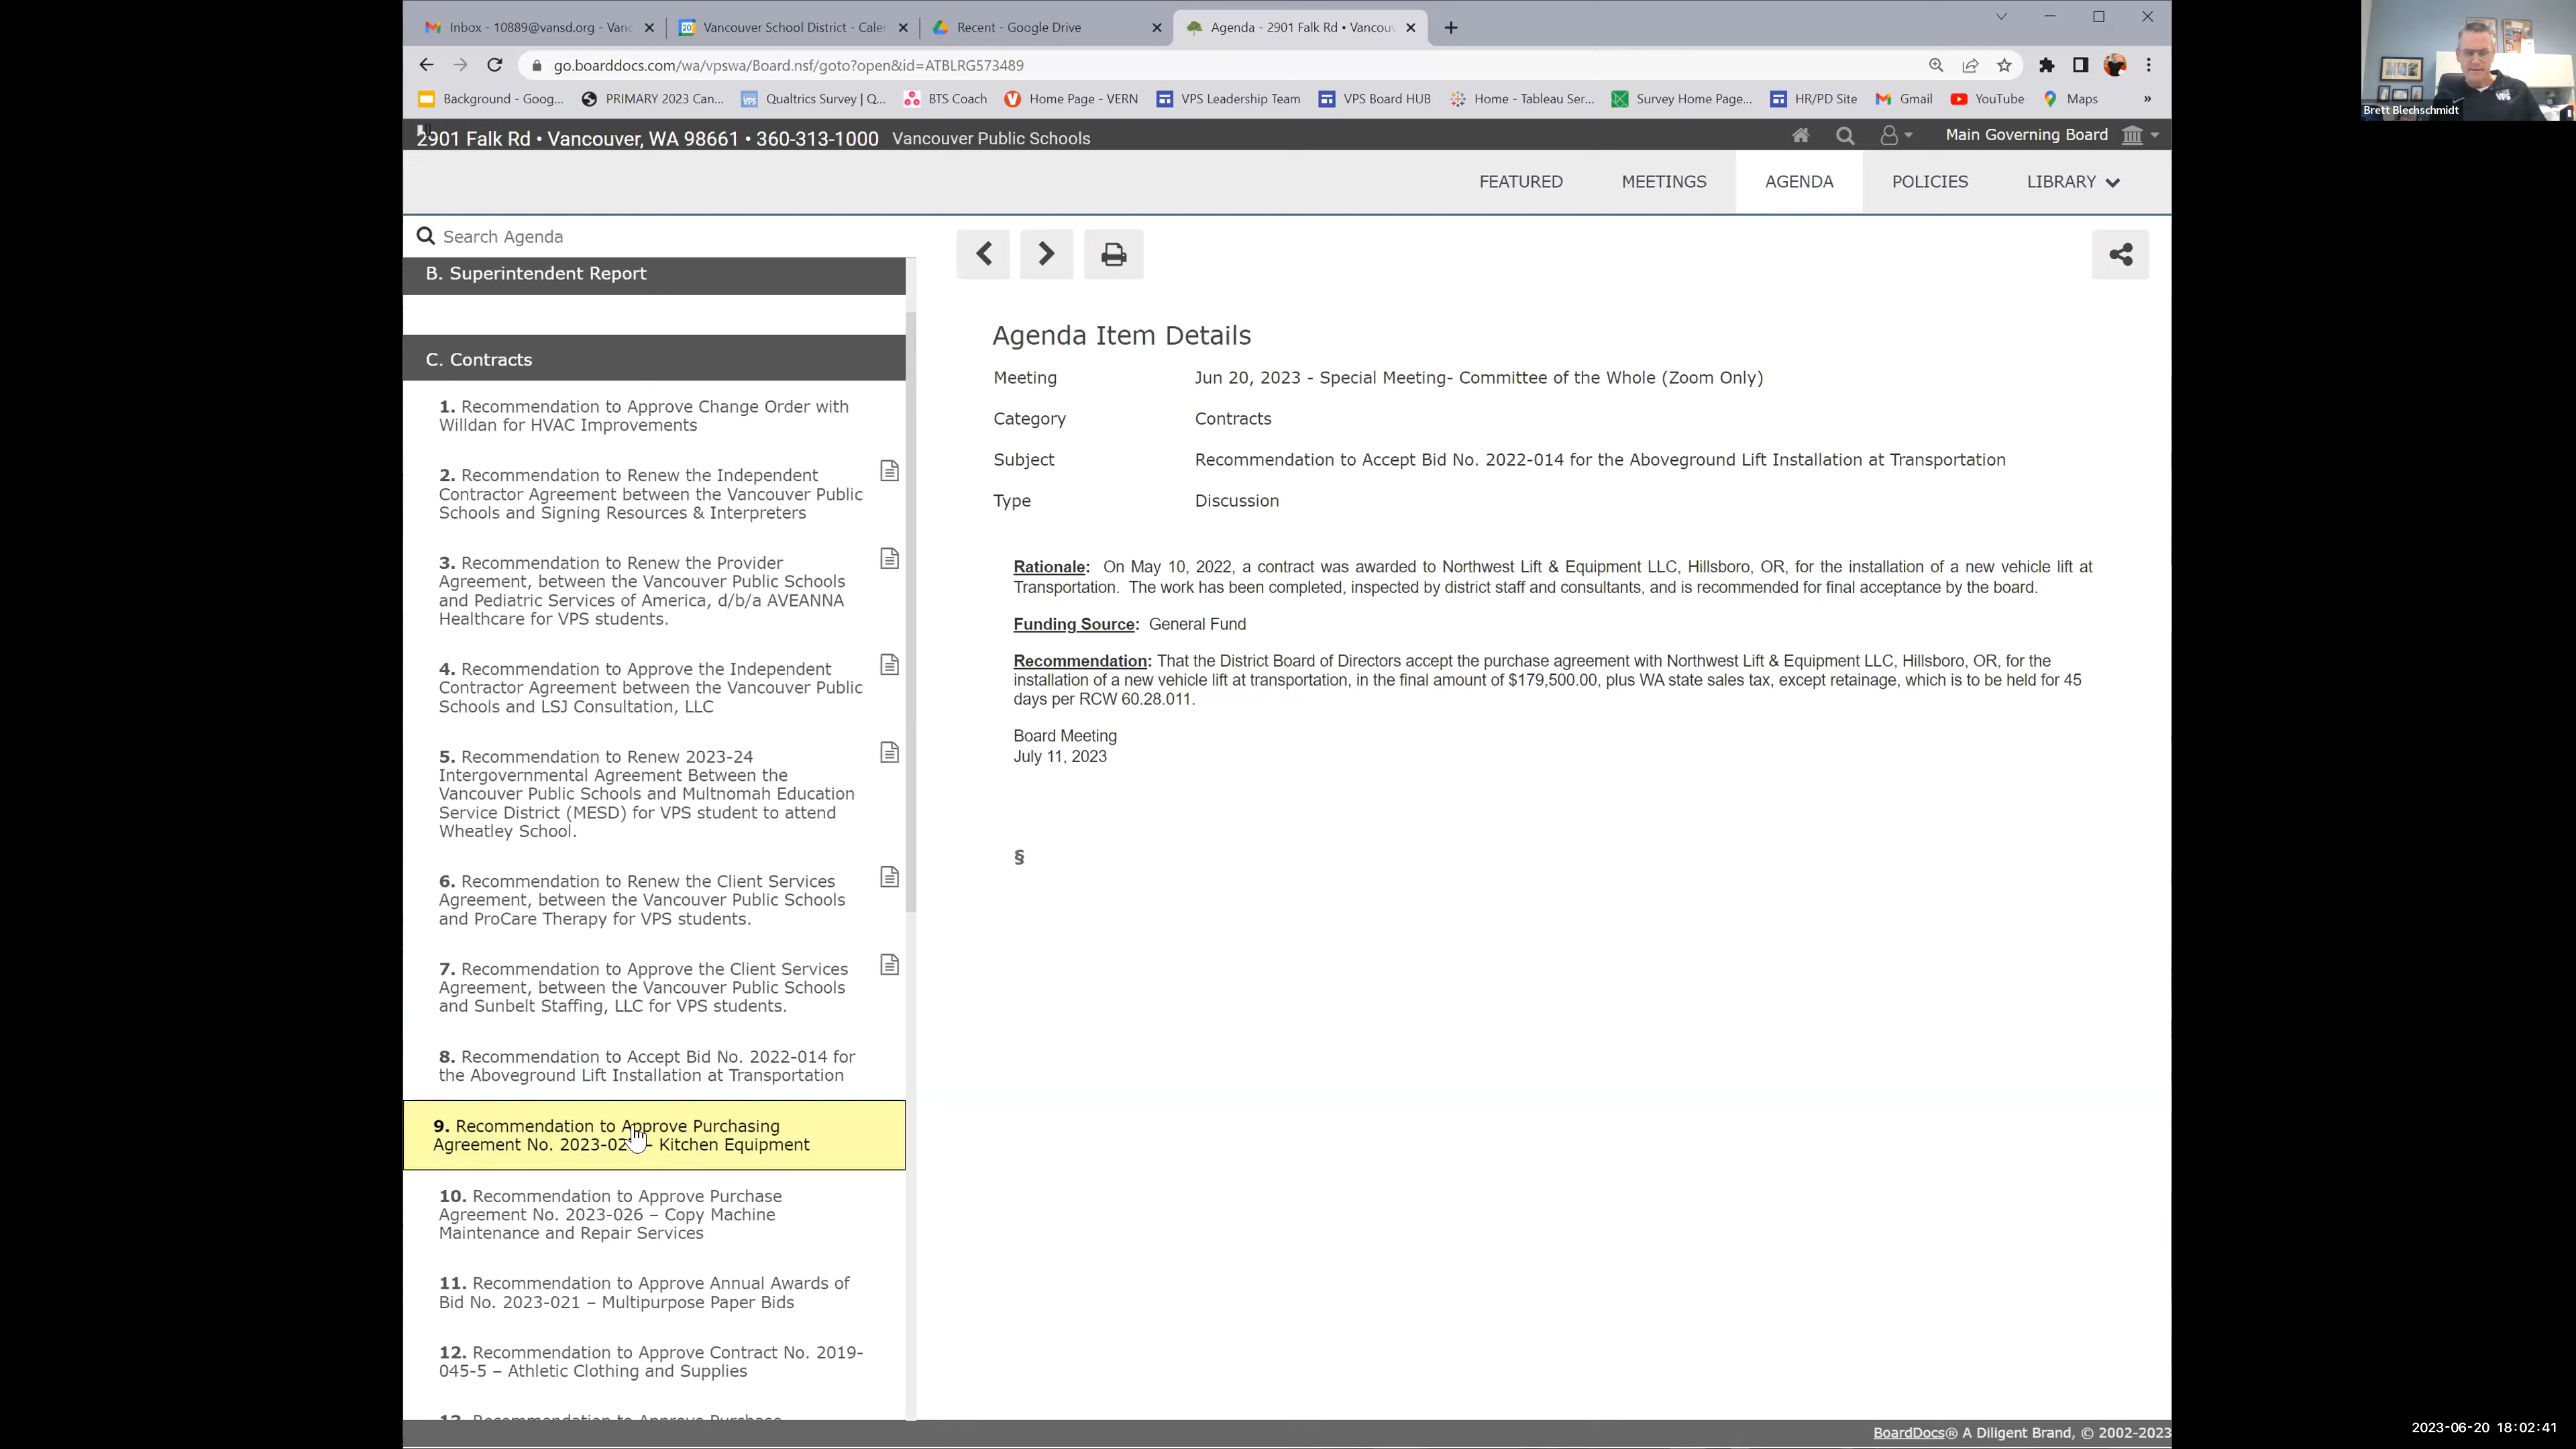 Inbox - 10889@vansd.org - Vanc
Vancouver School District - Caler
Recent - Google Drive
Agenda - 2901 Falk Rd • Vancouv
go.boarddocs.com/wa/vpswa/Board.nsf/goto?open&id=ATBLRG573489
Background - Goog...
PRIMARY 2023 Can...
Qualtrics Survey | Q...
BTS Coach
Home Page - VERN
VPS Leadership Team
VPS Board HUB
Home - Tableau Ser...
Survey Home Page...
HR/PD Site
Gmail
YouTube
Maps
»
2901 Falk Rd • Vancouver, WA 98661 • 360-313-1000 Vancouver Public Schools
Main Governing Board
FEATURED
MEETINGS
AGENDA
POLICIES
LIBRARY
Search Agenda
B. Superintendent Report
C. Contracts
1. Recommendation to Approve Change Order with
Willdan for HVAC Improvements
2. Recommendation to Renew the Independent
Contractor Agreement between the Vancouver Public
Schools and Signing Resources & Interpreters
3. Recommendation to Renew the Provider
Agreement, between the Vancouver Public Schools
and Pediatric Services of America, d/b/a AVEANNA
Healthcare for VPS students.
4. Recommendation to Approve the Independent
Contractor Agreement between the Vancouver Public
Schools and LSJ Consultation, LLC
5. Recommendation to Renew 2023-24
Intergovernmental Agreement Between the
Vancouver Public Schools and Multnomah Education
Service District (MESD) for VPS student to attend
Wheatley School.
6. Recommendation to Renew the Client Services
Agreement, between the Vancouver Public Schools
and ProCare Therapy for VPS students.
7. Recommendation to Approve the Client Services
Agreement, between the Vancouver Public Schools
and Sunbelt Staffing, LLC for VPS students.
8. Recommendation to Accept Bid No. 2022-014 for
the Aboveground Lift Installation at Transportation
9. Recommendation to Approve Purchasing
Agreement No. – Kitchen Equipment
10. Recommendation to Approve Purchase
Agreement No. 2023-026 – Copy Machine
Maintenance and Repair Services
11. Recommendation to Approve Annual Awards of
Bid No. 2023-021 – Multipurpose Paper Bids
12. Recommendation to Approve Contract No. 2019-
045-5 – Athletic Clothing and Supplies
Agenda Item Details
Meeting Jun 20, 2023 - Special Meeting- Committee of the Whole (Zoom Only)
Category Contracts
Subject Recommendation to Accept Bid No. 2022-014 for the Aboveground Lift Installation at Transportation
Type Discussion
Rationale: On May 10, 2022, a contract was awarded to Northwest Lift & Equipment LLC, Hillsboro, OR, for the installation of a new vehicle lift at
Transportation. The work has been completed, inspected by district staff and consultants, and is recommended for final acceptance by the board.
Funding Source: General Fund
Recommendation: That the District Board of Directors accept the purchase agreement with Northwest Lift & Equipment LLC, Hillsboro, OR, for the
installation of a new vehicle lift at transportation, in the final amount of $179,500.00, plus WA state sales tax, except retainage, which is to be held for 45
days per RCW 60.28.011.
Board Meeting
July 11, 2023
§
BoardDocs® A Diligent Brand, © 2002-2023
Brett Blechschmidt
VPS
2023-06-20 18:02:41